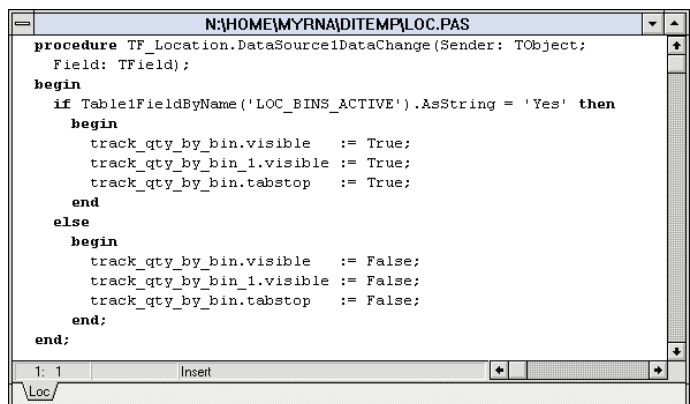 N:\HOME\MYRNA\DITEMP\LOC.PAS
procedure TF_Location.DataSource1DataChange(Sender: TObject;
  Field: TField);
begin
  if Table1FieldByName('LOC_BINS_ACTIVE').AsString = 'Yes' then
    begin
      track_qty_by_bin.visible   := True;
      track_qty_by_bin_1.visible := True;
      track_qty_by_bin.tabstop   := True;
    end
  else
    begin
      track_qty_by_bin.visible   := False;
      track_qty_by_bin_1.visible := False;
      track_qty_by_bin.tabstop   := False;
    end;
end;
1: 1 Insert
Loc